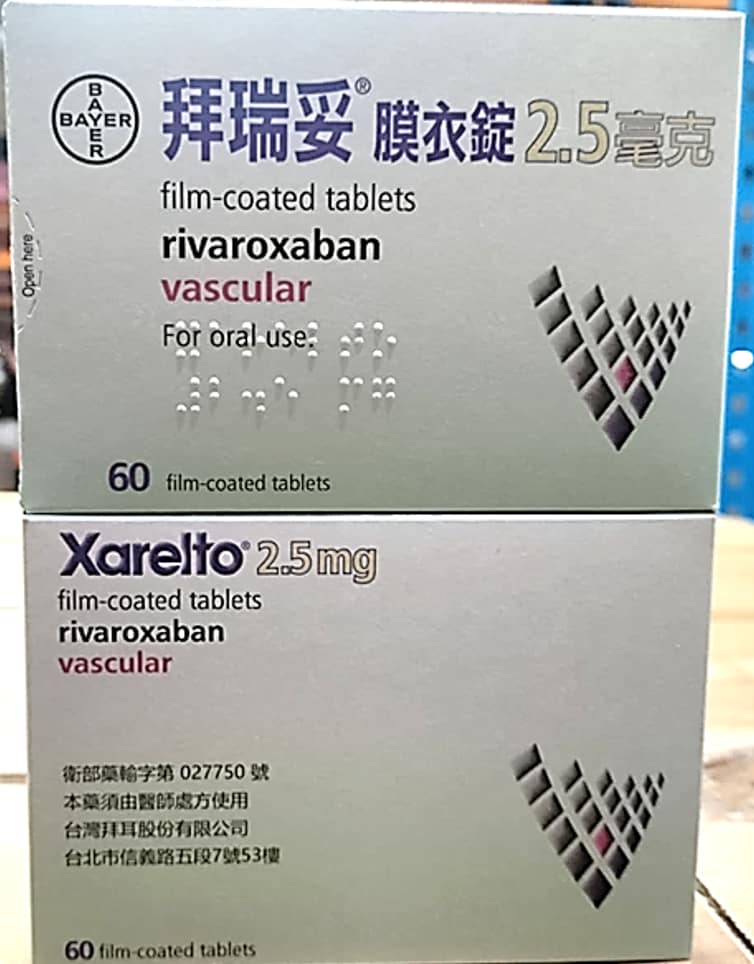 BAYER
BAYER
拜瑞妥® 膜衣錠 2.5毫克
film-coated tablets
rivaroxaban
vascular
For oral use.
Open here
60 film-coated tablets
Xarelto® 2.5mg
film-coated tablets
rivaroxaban
vascular
衛部藥輸字第 027750 號
本藥須由醫師處方使用
台灣拜耳股份有限公司
台北市信義路五段7號53樓
60 film-coated tablets